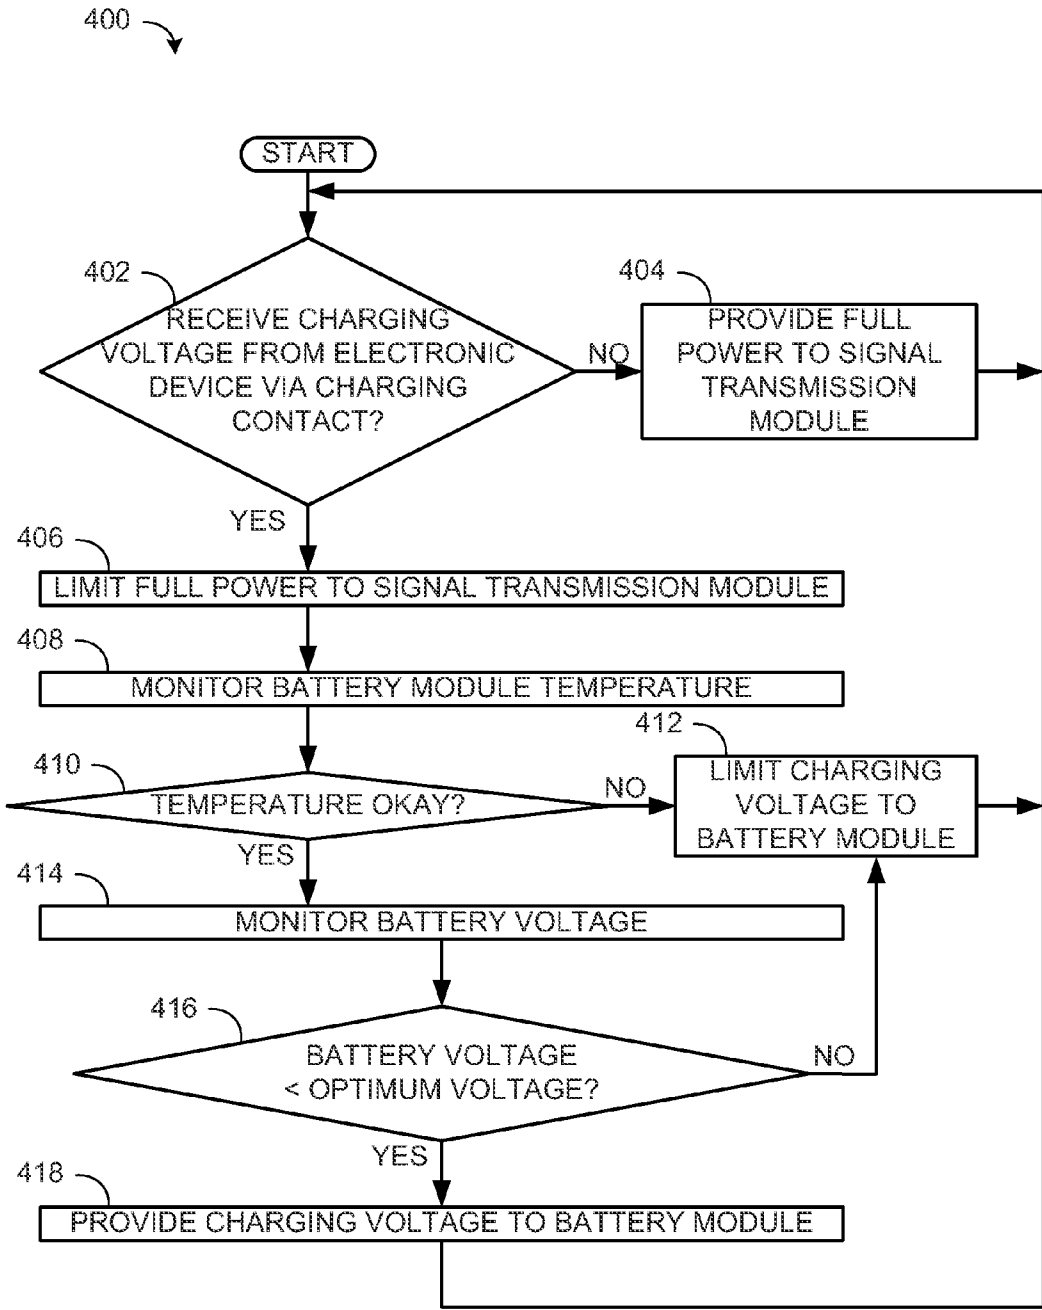 400
START
402
RECEIVE CHARGING
VOLTAGE FROM ELECTRONIC
DEVICE VIA CHARGING
CONTACT?
NO
404
PROVIDE FULL
POWER TO SIGNAL
TRANSMISSION
MODULE
YES
406
LIMIT FULL POWER TO SIGNAL TRANSMISSION MODULE
408
MONITOR BATTERY MODULE TEMPERATURE
410
TEMPERATURE OKAY?
NO
412
LIMIT CHARGING
VOLTAGE TO
BATTERY MODULE
YES
414
MONITOR BATTERY VOLTAGE
416
BATTERY VOLTAGE
< OPTIMUM VOLTAGE?
NO
YES
418
PROVIDE CHARGING VOLTAGE TO BATTERY MODULE